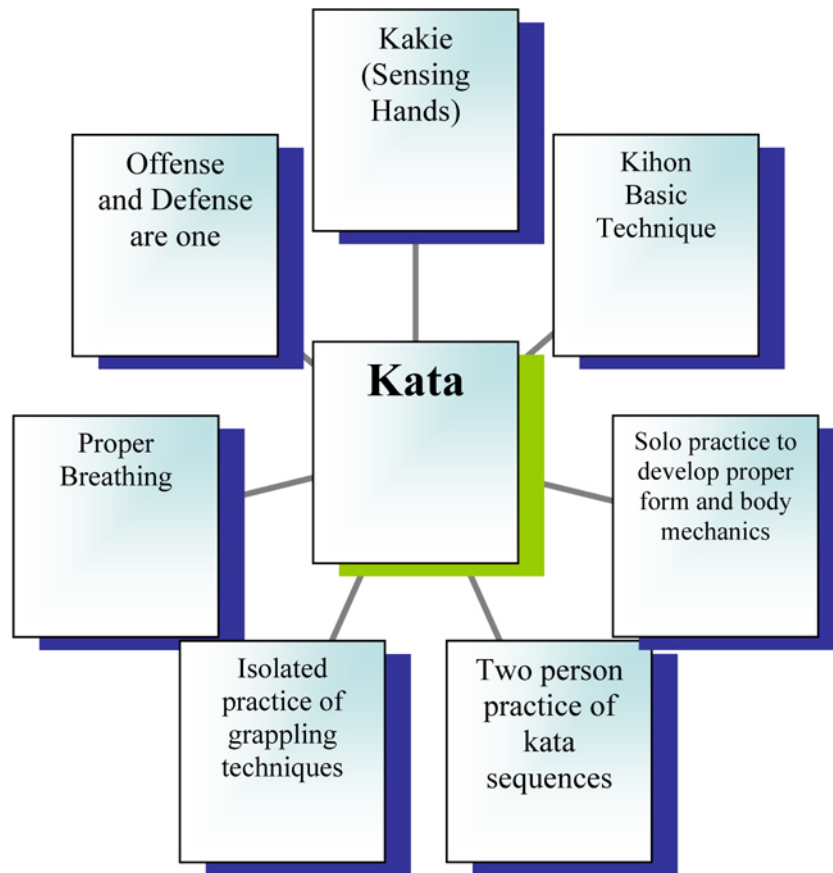 Kakie
(Sensing
Hands)
Offense
and Defense
are one
Kihon
Basic
Technique
Kata
Proper
Breathing
Solo practice to
develop proper
form and body
mechanics
Isolated
practice of
grappling
techniques
Two person
practice of
kata
sequences